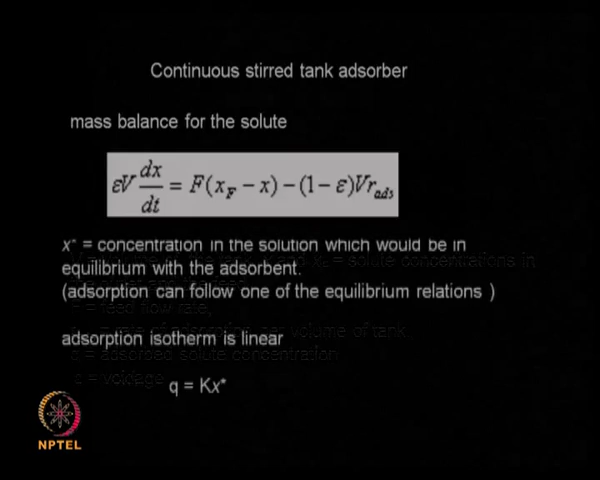 Continuous stirred tank adsorber
mass balance for the solute
εV dx/dt = F(x_F − x) − (1 − ε)Vr_ads
x* = concentration in the solution which would be in
equilibrium with the adsorbent.
(adsorption can follow one of the equilibrium relations )
adsorption isotherm is linear
q = Kx*
NPTEL